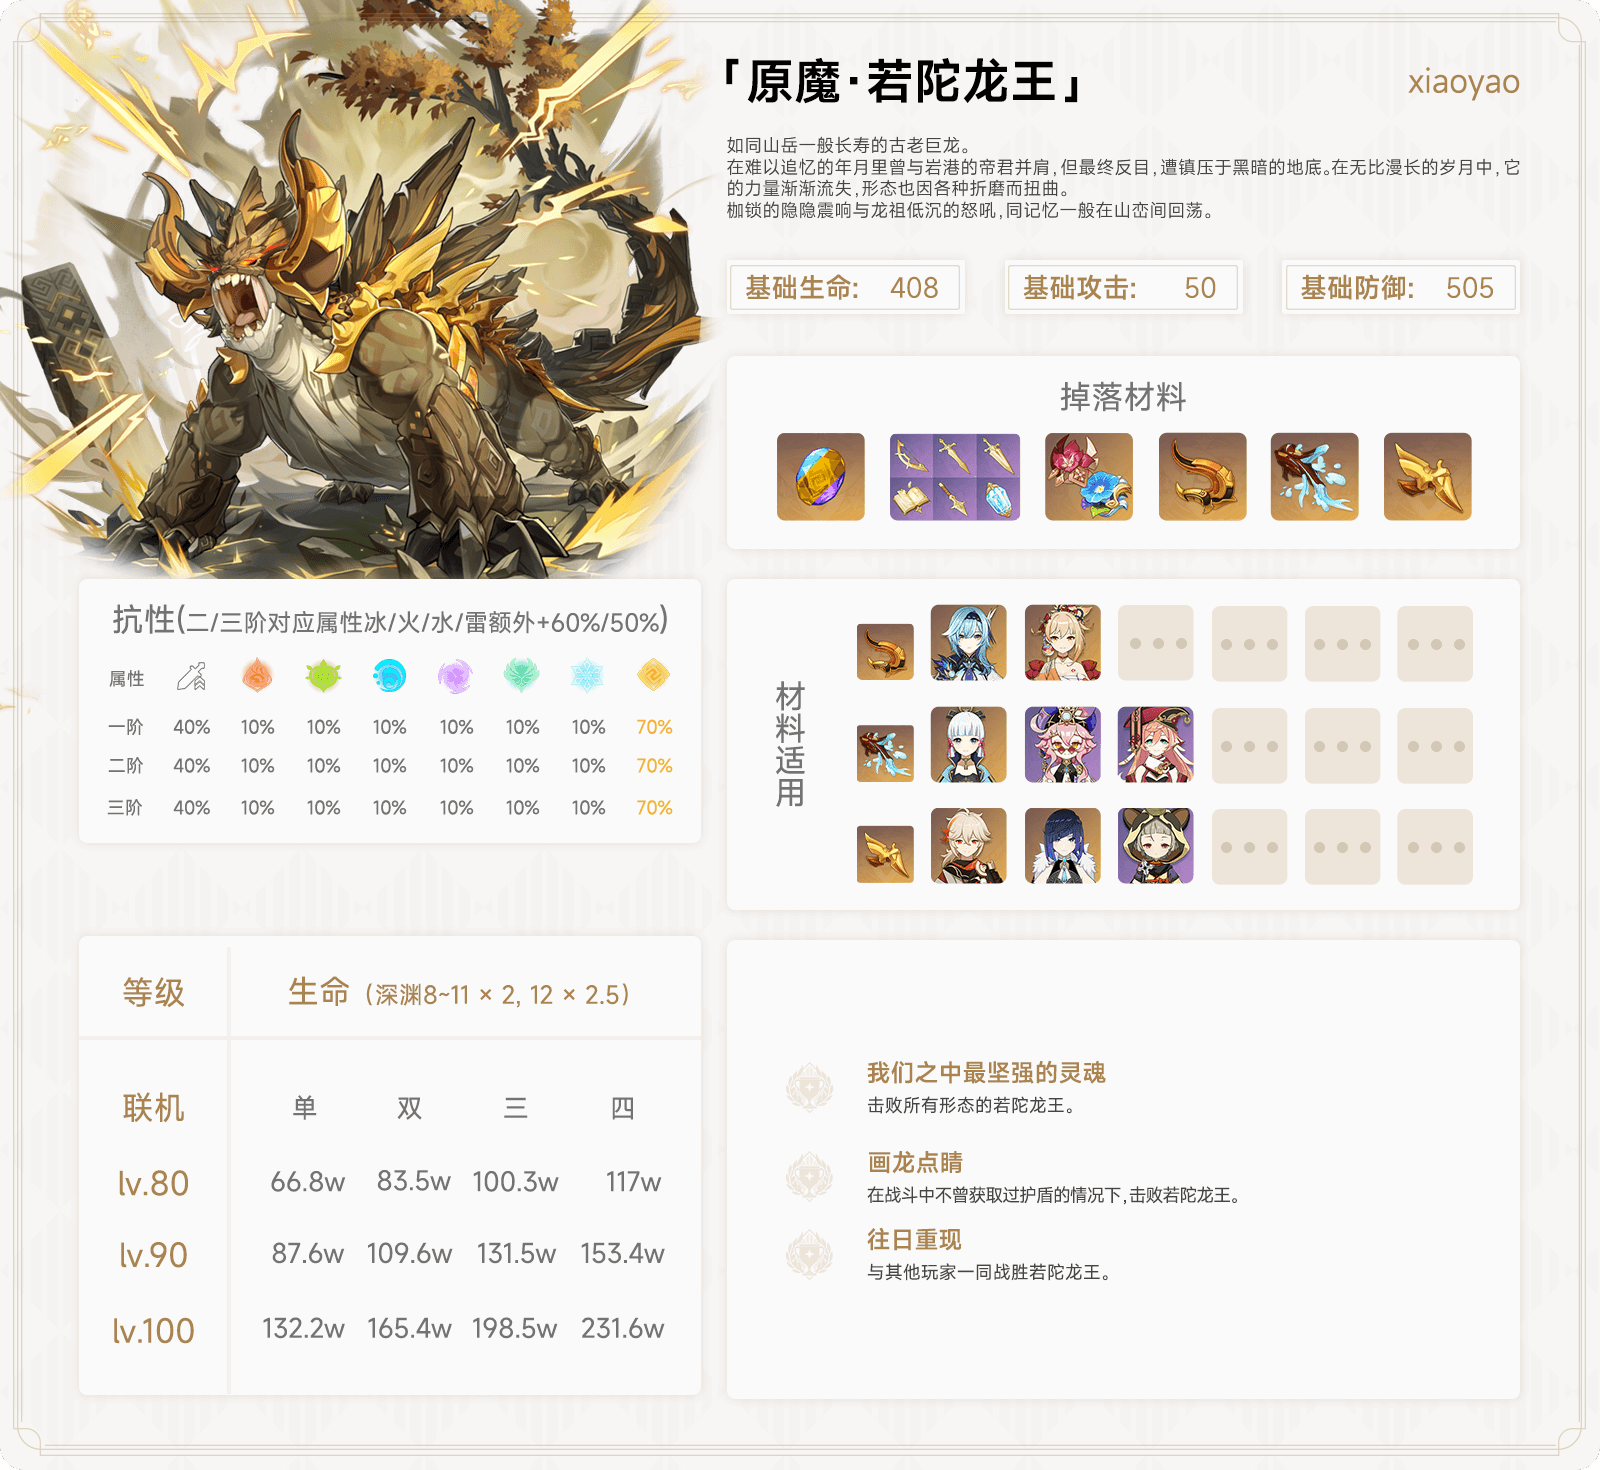 「原魔·若陀龙王」
xiaoyao
如同山岳一般长寿的古老巨龙。
在难以追忆的年月里曾与岩港的帝君并肩,但最终反目,遭镇压于黑暗的地底。在无比漫长的岁月中,它
的力量渐渐流失,形态也因各种折磨而扭曲。
枷锁的隐隐震响与龙祖低沉的怒吼,同记忆一般在山峦间回荡。
基础生命: 408
基础攻击: 50
基础防御: 505
掉落材料
抗性(二/三阶对应属性冰/火/水/雷额外+60%/50%)
属性
一阶 40% 10% 10% 10% 10% 10% 10% 70%
二阶 40% 10% 10% 10% 10% 10% 10% 70%
三阶 40% 10% 10% 10% 10% 10% 10% 70%
材料适用
等级 生命 (深渊8~11 × 2, 12 × 2.5)
联机 单 双 三 四
lv.80 66.8w 83.5w 100.3w 117w
lv.90 87.6w 109.6w 131.5w 153.4w
lv.100 132.2w 165.4w 198.5w 231.6w
我们之中最坚强的灵魂
击败所有形态的若陀龙王。
画龙点睛
在战斗中不曾获取过护盾的情况下,击败若陀龙王。
往日重现
与其他玩家一同战胜若陀龙王。